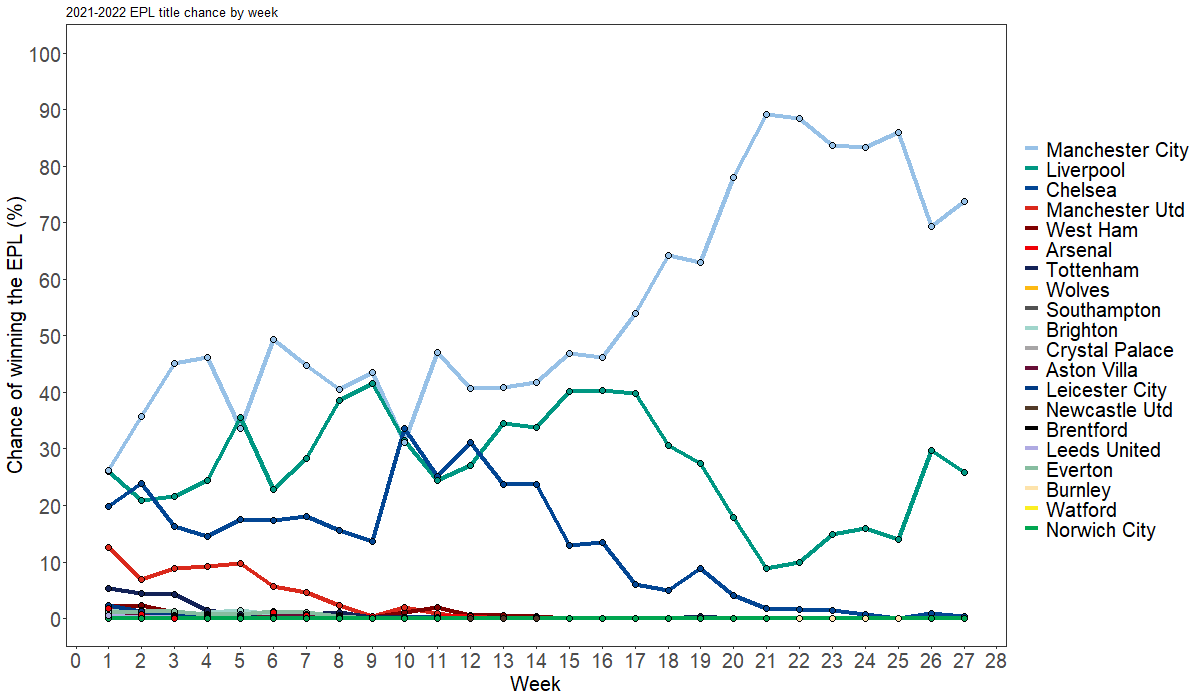 2021-2022 EPL title chance by week
Chance of winning the EPL (%)
100
90
80
70
60
50
40
30
20
10
0
0 1 2 3 4 5 6 7 8 9 10 11 12 13 14 15 16 17 18 19 20 21 22 23 24 25 26 27 28
Week
Manchester City
Liverpool
Chelsea
Manchester Utd
West Ham
Arsenal
Tottenham
Wolves
Southampton
Brighton
Crystal Palace
Aston Villa
Leicester City
Newcastle Utd
Brentford
Leeds United
Everton
Burnley
Watford
Norwich City